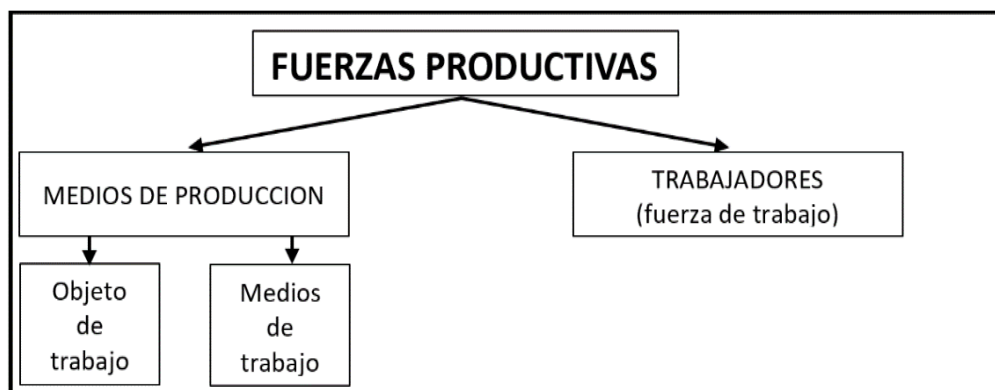 FUERZAS PRODUCTIVAS
MEDIOS DE PRODUCCION
TRABAJADORES
(fuerza de trabajo)
Objeto
de
trabajo
Medios
de
trabajo